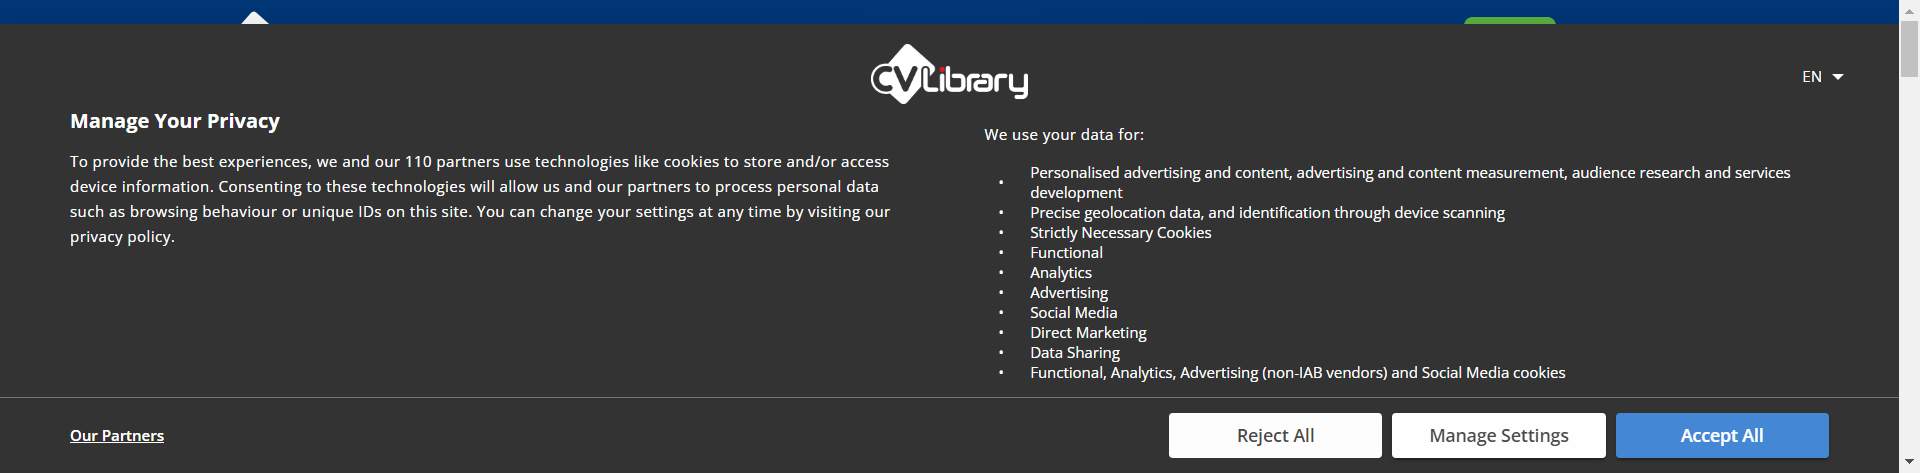 CVLibrary
EN
Manage Your Privacy
To provide the best experiences, we and our 110 partners use technologies like cookies to store and/or access
device information. Consenting to these technologies will allow us and our partners to process personal data
such as browsing behaviour or unique IDs on this site. You can change your settings at any time by visiting our
privacy policy.
We use your data for:
• Personalised advertising and content, advertising and content measurement, audience research and services
development
• Precise geolocation data, and identification through device scanning
• Strictly Necessary Cookies
• Functional
• Analytics
• Advertising
• Social Media
• Direct Marketing
• Data Sharing
• Functional, Analytics, Advertising (non-IAB vendors) and Social Media cookies
Our Partners
Reject All
Manage Settings
Accept All